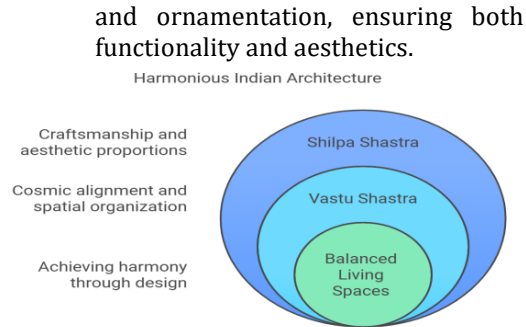 and ornamentation, ensuring both
functionality and aesthetics.
Harmonious Indian Architecture
Craftsmanship and
aesthetic proportions
Shilpa Shastra
Cosmic alignment and
spatial organization
Vastu Shastra
Achieving harmony
through design
Balanced
Living
Spaces